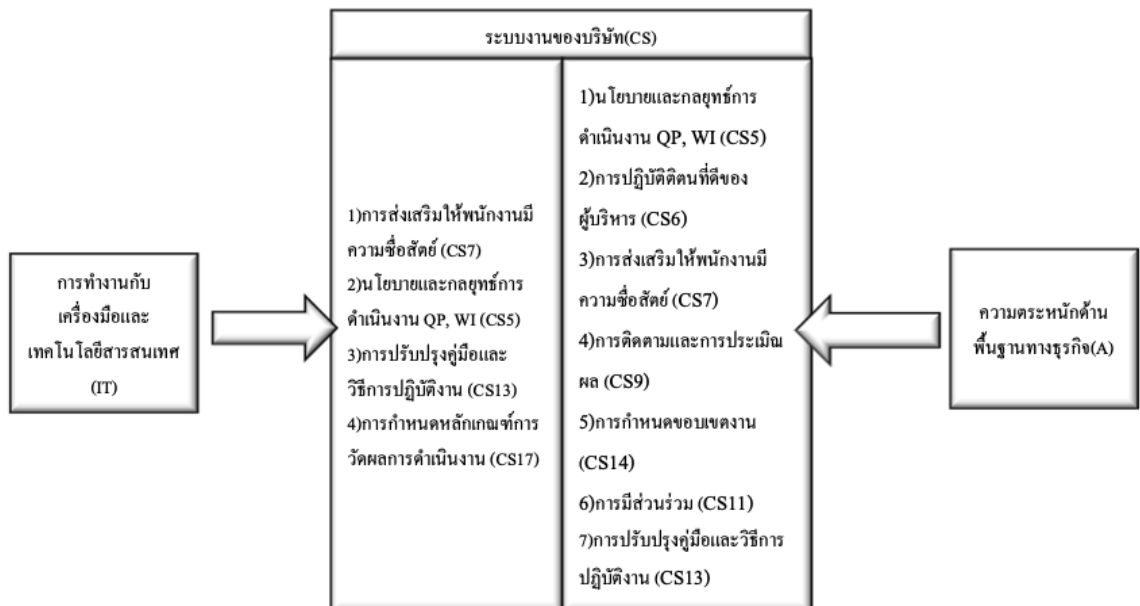 ระบบงานของบริษัท(CS)
การทำงานกับ
เครื่องมือและ
เทคโนโลยีสารสนเทศ
(IT)
1)การส่งเสริมให้พนักงานมี
ความซื่อสัตย์ (CS7)
2)นโยบายและกลยุทธ์การ
ดำเนินงาน QP, WI (CS5)
3)การปรับปรุงคู่มือและ
วิธีการปฏิบัติงาน (CS13)
4)การกำหนดหลักเกณฑ์การ
วัดผลการดำเนินงาน (CS17)
1)นโยบายและกลยุทธ์การ
ดำเนินงาน QP, WI (CS5)
2)การปฏิบัติติตนที่ดีของ
ผู้บริหาร (CS6)
3)การส่งเสริมให้พนักงานมี
ความซื่อสัตย์ (CS7)
4)การติดตามและการประเมิณ
ผล (CS9)
5)การกำหนดขอบเขตงาน
(CS14)
6)การมีส่วนร่วม (CS11)
7)การปรับปรุงคู่มือและวิธีการ
ปฏิบัติงาน (CS13)
ความตระหนักด้าน
พื้นฐานทางธุรกิจ(A)